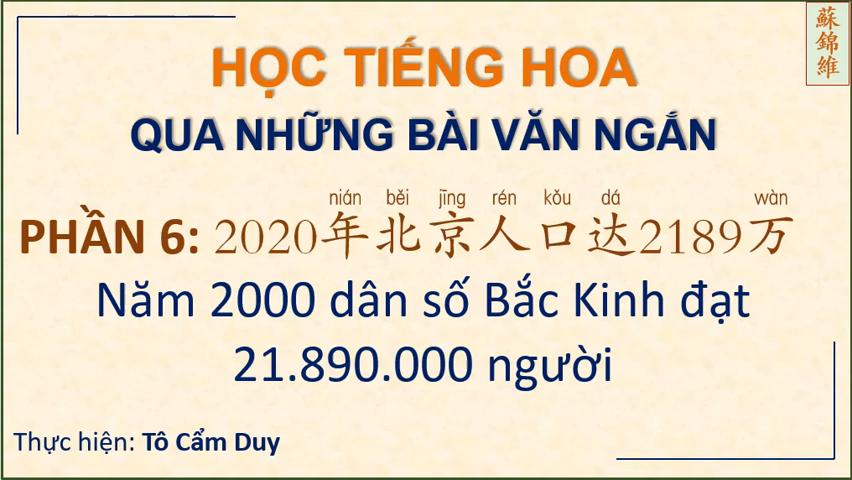 蘇錦維
HỌC TIẾNG HOA
QUA NHỮNG BÀI VĂN NGẮN
nián běi jīng rén kǒu dá wàn
PHẦN 6: 2020年北京人口达2189万
Năm 2000 dân số Bắc Kinh đạt
21.890.000 người
Thực hiện: Tô Cẩm Duy